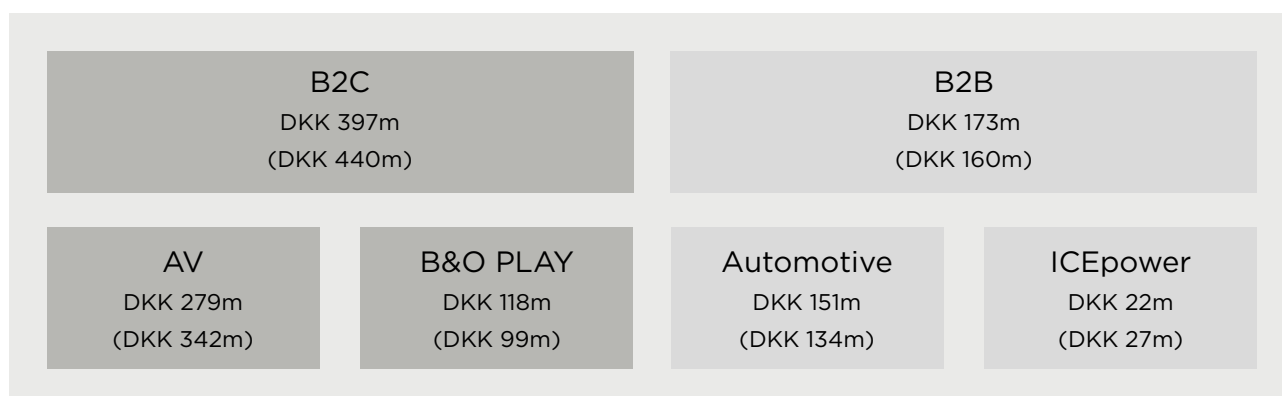 B2C
DKK 397m
(DKK 440m)
B2B
DKK 173m
(DKK 160m)
AV
DKK 279m
(DKK 342m)
B&O PLAY
DKK 118m
(DKK 99m)
Automotive
DKK 151m
(DKK 134m)
ICEpower
DKK 22m
(DKK 27m)